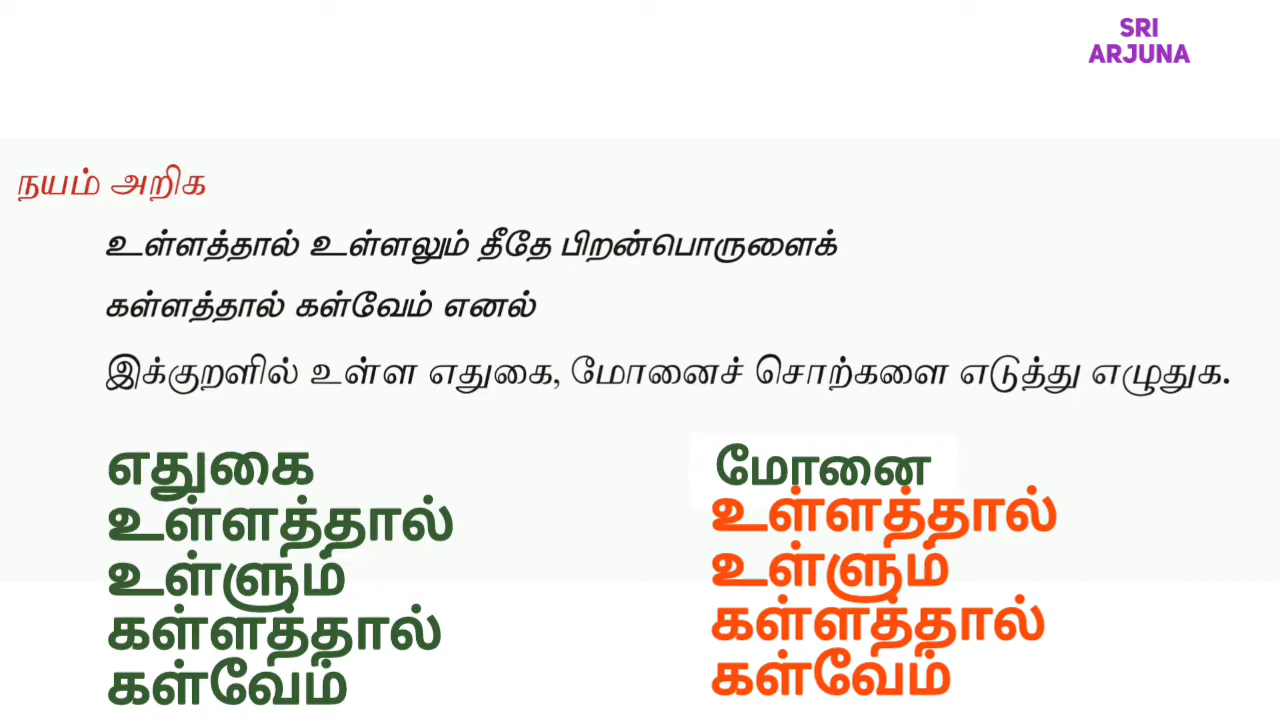 SRI
ARJUNA
நயம் அறிக
உள்ளத்தால் உள்ளலும் தீதே பிறன்பொருளைக்
கள்ளத்தால் கள்வேம் எனல்
இக்குறளில் உள்ள எதுகை, மோனைச் சொற்களை எடுத்து எழுதுக.
எதுகை
உள்ளத்தால்
உள்ளும்
கள்ளத்தால்
கள்வேம்
மோனை
உள்ளத்தால்
உள்ளும்
கள்ளத்தால்
கள்வேம்